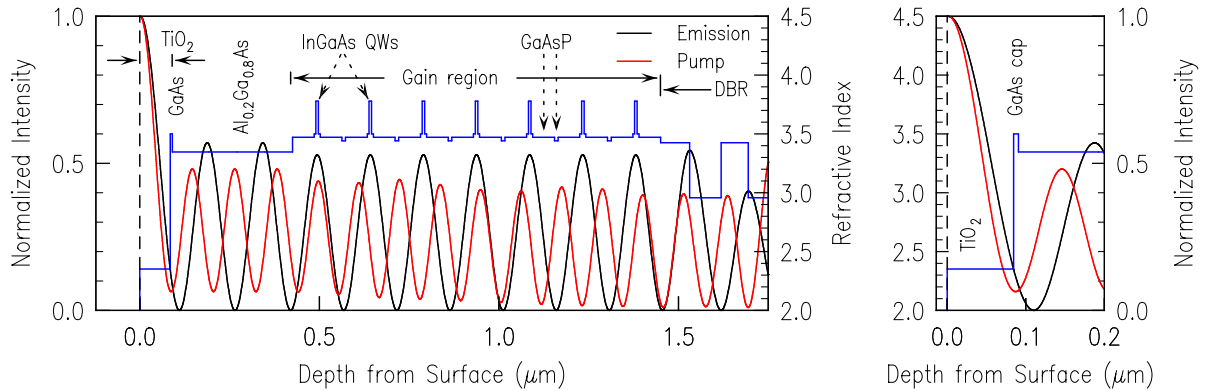 Normalized Intensity
1.0
0.5
0.0
TiO₂
GaAs
Al₀.₂Ga₀.₈As
InGaAs QWs
GaAsP
Gain region
DBR
Emission
Pump
4.5
4.0
3.5
3.0
2.5
2.0
Refractive Index
0.0 0.5 1.0 1.5
Depth from Surface (μm)
4.5
4.0
3.5
3.0
2.5
2.0
TiO₂
GaAs cap
1.0
0.5
0.0
Normalized Intensity
0.0 0.1 0.2
Depth from Surface (μm)